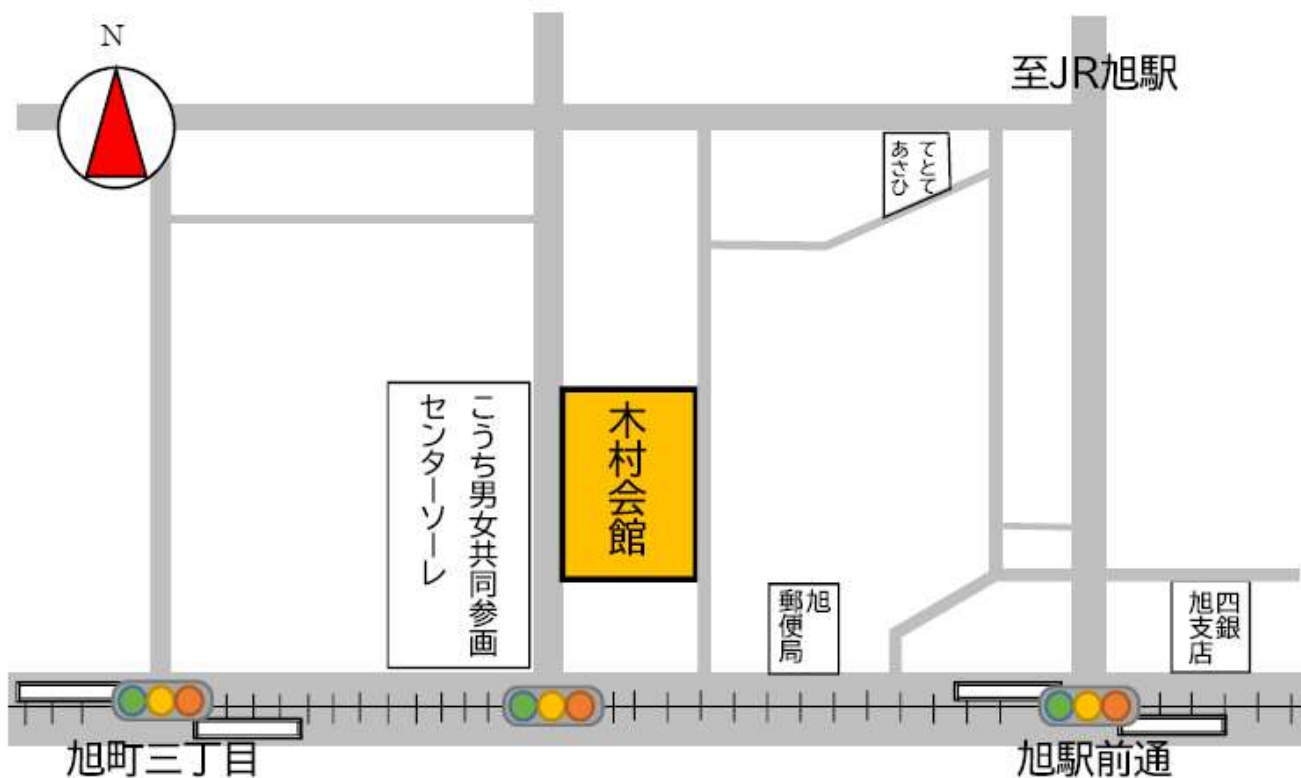 N
至JR旭駅
てとて
あさひ
こうち男女共同参画
センターソーレ
木村会館
旭
郵便局
四銀
旭支店
旭町三丁目
旭駅前通